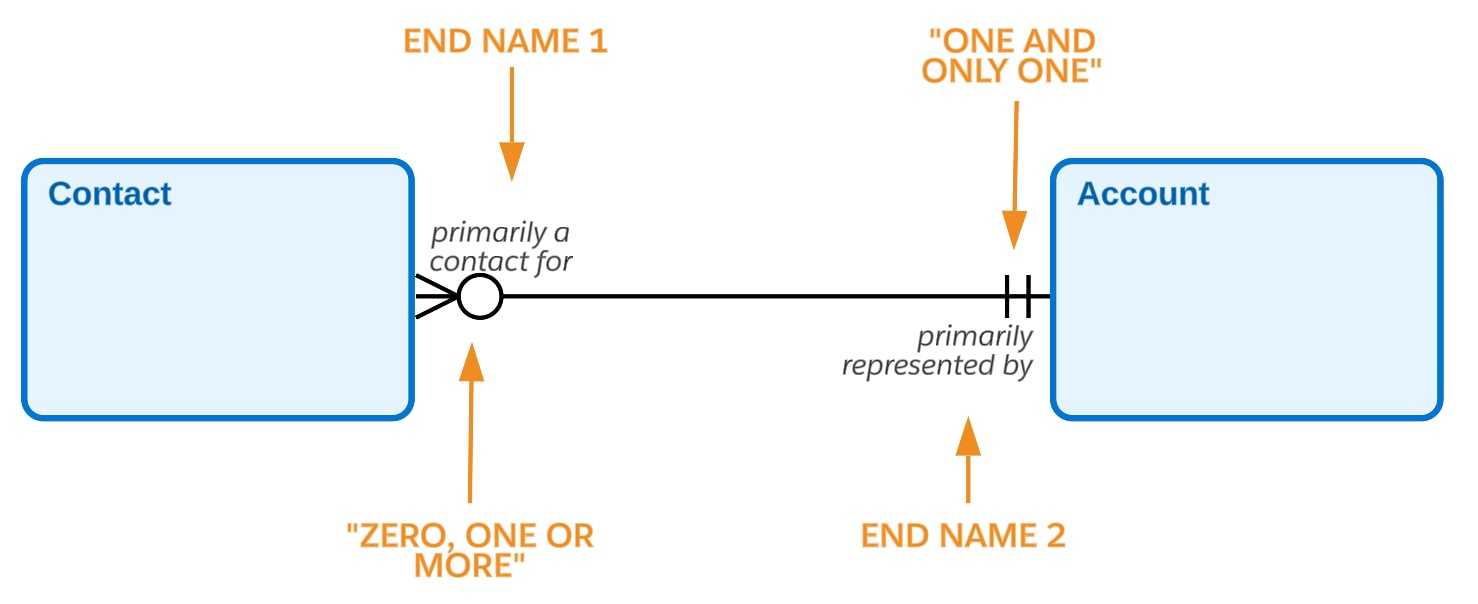 END NAME 1
"ONE AND
ONLY ONE"
Contact
Account
primarily a
contact for
primarily
represented by
"ZERO, ONE OR
MORE"
END NAME 2